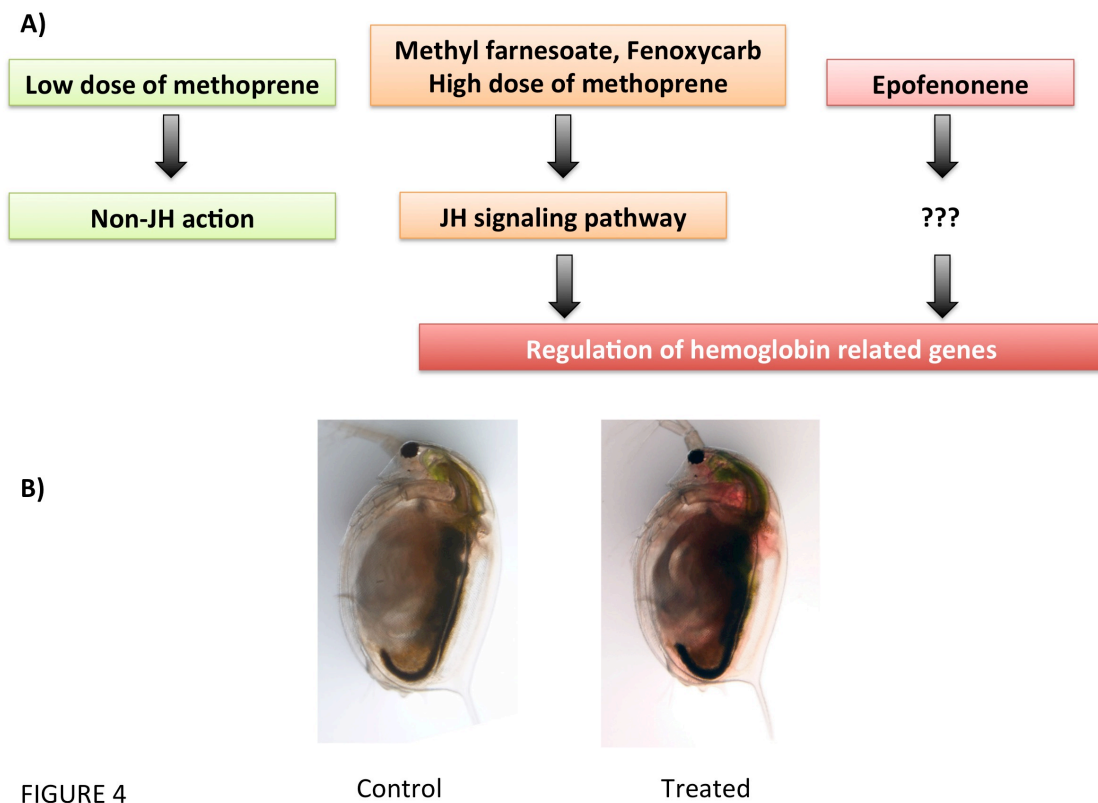 A)
Low dose of methoprene
Methyl farnesoate, Fenoxycarb
High dose of methoprene
Epofenonene
Non-JH action
JH signaling pathway
???
Regulation of hemoglobin related genes
B)
Control
Treated
FIGURE 4